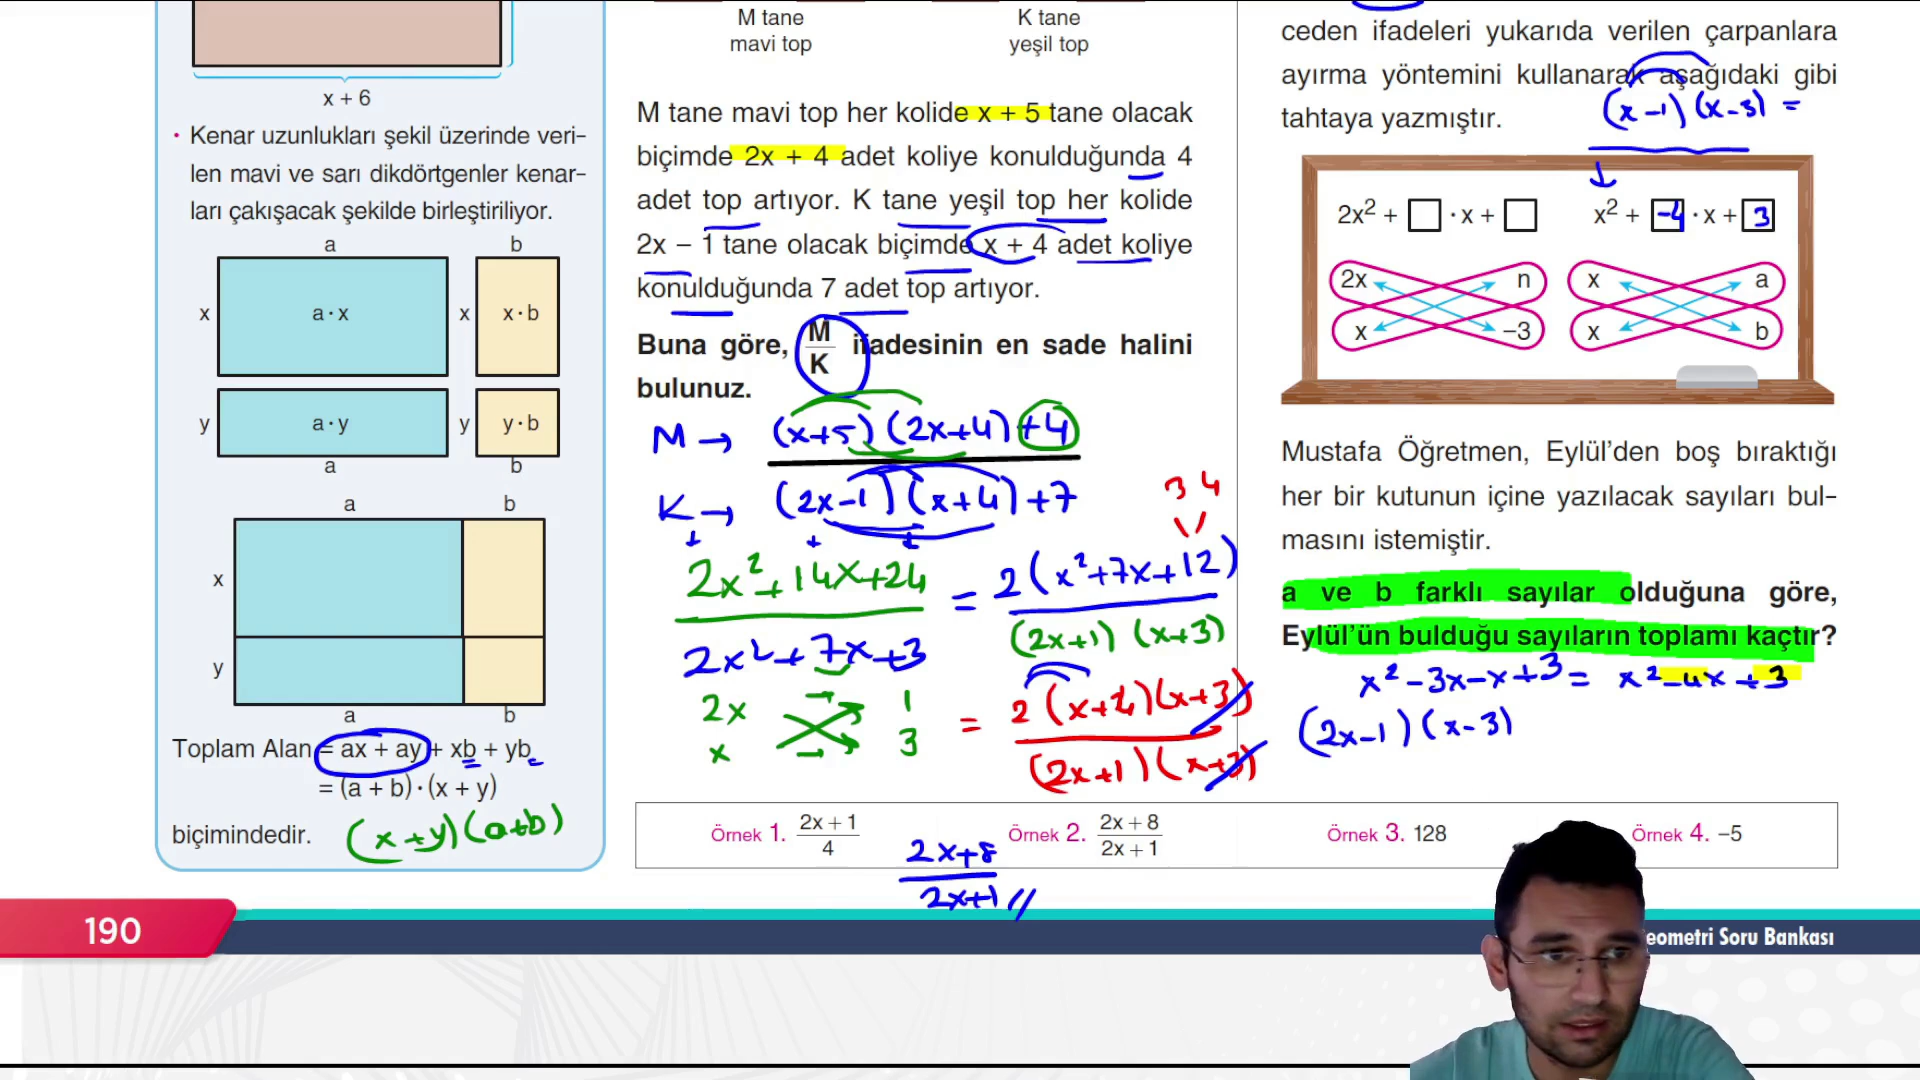 x + 6
• Kenar uzunlukları şekil üzerinde veri-
len mavi ve sarı dikdörtgenler kenar-
ları çakışacak şekilde birleştiriliyor.
a b
x a · x x x · b
y a · y y y · b
a b
a b
x
y
a b
Toplam Alan = ax + ay + xb + yb
= (a + b) · (x + y)
biçimindedir. (x+y)(a+b)
M tane K tane
mavi top yeşil top
M tane mavi top her kolide x + 5 tane olacak
biçimde 2x + 4 adet koliye konulduğunda 4
adet top artıyor. K tane yeşil top her kolide
2x – 1 tane olacak biçimde x + 4 adet koliye
konulduğunda 7 adet top artıyor.
Buna göre, M/K ifadesinin en sade halini
bulunuz.
M → (x+5)(2x+4)+4
K → (2x-1)(x+4)+7
3 4
2x²+14x+24 = 2(x²+7x+12)
2x²+7x+3 (2x+1)(x+3)
2x 1
x 3
= 2(x+4)(x+3)
(2x+1)(x+3)
2x+8
2x+1 //
ceden ifadeleri yukarıda verilen çarpanlara
ayırma yöntemini kullanarak aşağıdaki gibi
tahtaya yazmıştır.
(x-1)(x-3) =
2x² + □ · x + □ x² + -4 · x + 3
2x n x a
x –3 x b
Mustafa Öğretmen, Eylül'den boş bıraktığı
her bir kutunun içine yazılacak sayıları bul-
masını istemiştir.
a ve b farklı sayılar olduğuna göre,
Eylül'ün bulduğu sayıların toplamı kaçtır?
x²-3x-x+3 = x²-4x+3
(2x-1)(x-3)
Örnek 1. 2x + 1 / 4 Örnek 2. 2x + 8 / 2x + 1 Örnek 3. 128 Örnek 4. –5
190
eometri Soru Bankası